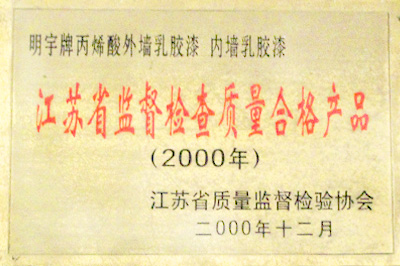 明宇牌丙烯酸外墙乳胶漆 内墙乳胶漆
江苏省监督检查质量合格产品
(2000年)
江苏省质量监督检验协会
二000年十二月